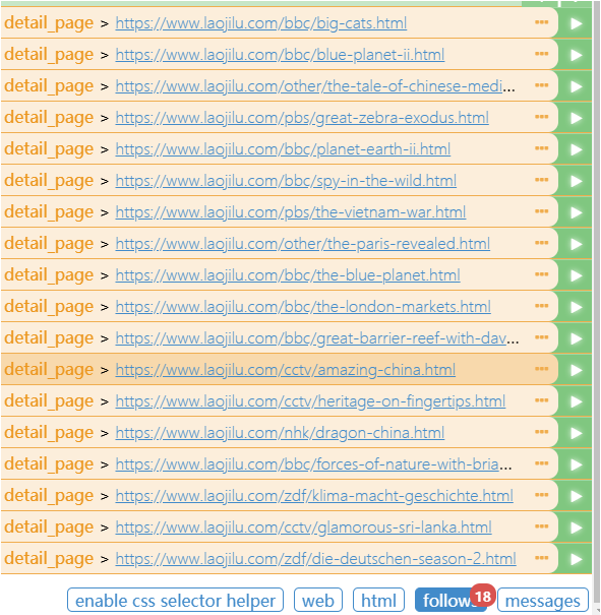 detail_page > https://www.laojilu.com/bbc/big-cats.html
detail_page > https://www.laojilu.com/bbc/blue-planet-ii.html
detail_page > https://www.laojilu.com/other/the-tale-of-chinese-medi...
detail_page > https://www.laojilu.com/pbs/great-zebra-exodus.html
detail_page > https://www.laojilu.com/bbc/planet-earth-ii.html
detail_page > https://www.laojilu.com/bbc/spy-in-the-wild.html
detail_page > https://www.laojilu.com/pbs/the-vietnam-war.html
detail_page > https://www.laojilu.com/other/the-paris-revealed.html
detail_page > https://www.laojilu.com/bbc/the-blue-planet.html
detail_page > https://www.laojilu.com/bbc/the-london-markets.html
detail_page > https://www.laojilu.com/bbc/great-barrier-reef-with-dav...
detail_page > https://www.laojilu.com/cctv/amazing-china.html
detail_page > https://www.laojilu.com/cctv/heritage-on-fingertips.html
detail_page > https://www.laojilu.com/nhk/dragon-china.html
detail_page > https://www.laojilu.com/bbc/forces-of-nature-with-bria...
detail_page > https://www.laojilu.com/zdf/klima-macht-geschichte.html
detail_page > https://www.laojilu.com/cctv/glamorous-sri-lanka.html
detail_page > https://www.laojilu.com/zdf/die-deutschen-season-2.html
enable css selector helper web html follows 18 messages